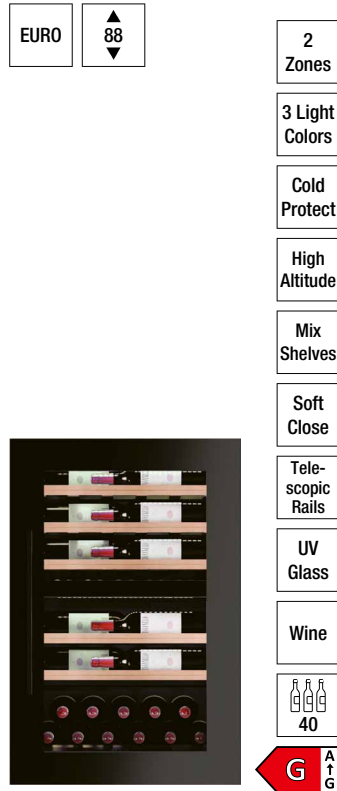 EURO
88
2
Zones
3 Light
Colors
Cold
Protect
High
Altitude
Mix
Shelves
Soft
Close
Tele-
scopic
Rails
UV
Glass
Wine
40
G
A
↑
G